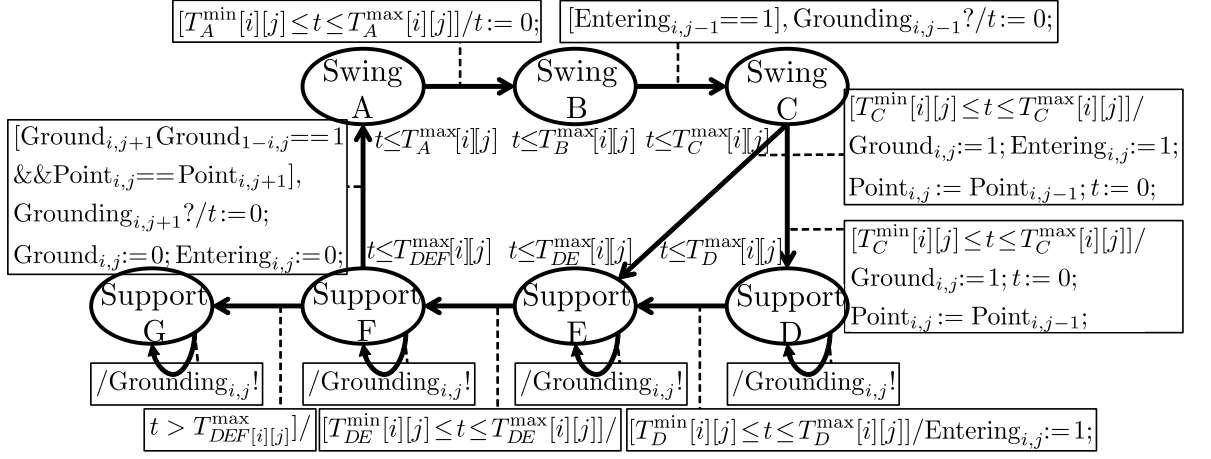 [T_A^min[i][j] ≤ t ≤ T_A^max[i][j]]/t := 0;
[Entering_{i,j−1}==1], Grounding_{i,j−1}?/t := 0;
Swing A
Swing B
Swing C
t≤T_A^max[i][j]
t≤T_B^max[i][j]
t≤T_C^max[i][j]
[Ground_{i,j+1}Ground_{1−i,j}==1
&&Point_{i,j}==Point_{i,j+1}],
Grounding_{i,j+1}?/t:=0;
Ground_{i,j}:=0; Entering_{i,j}:=0;
[T_C^min[i][j] ≤ t ≤ T_C^max[i][j]]/
Ground_{i,j}:=1; Entering_{i,j}:=1;
Point_{i,j} := Point_{i,j−1}; t:=0;
[T_C^min[i][j] ≤ t ≤ T_C^max[i][j]]/
Ground_{i,j}:=1; t:=0;
Point_{i,j} := Point_{i,j−1};
t≤T_DEF^max[i][j]
t≤T_DE^max[i][j]
t≤T_D^max[i][j]
Support G
Support F
Support E
Support D
/Grounding_{i,j}!
/Grounding_{i,j}!
/Grounding_{i,j}!
/Grounding_{i,j}!
t > T_{DEF[i][j]}^max]/
[T_DE^min[i][j] ≤ t ≤ T_DE^max[i][j]]/
[T_D^min[i][j] ≤ t ≤ T_D^max[i][j]]/Entering_{i,j}:=1;